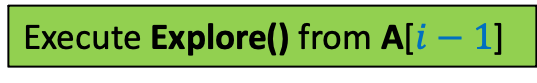 Execute Explore() from A[i − 1]